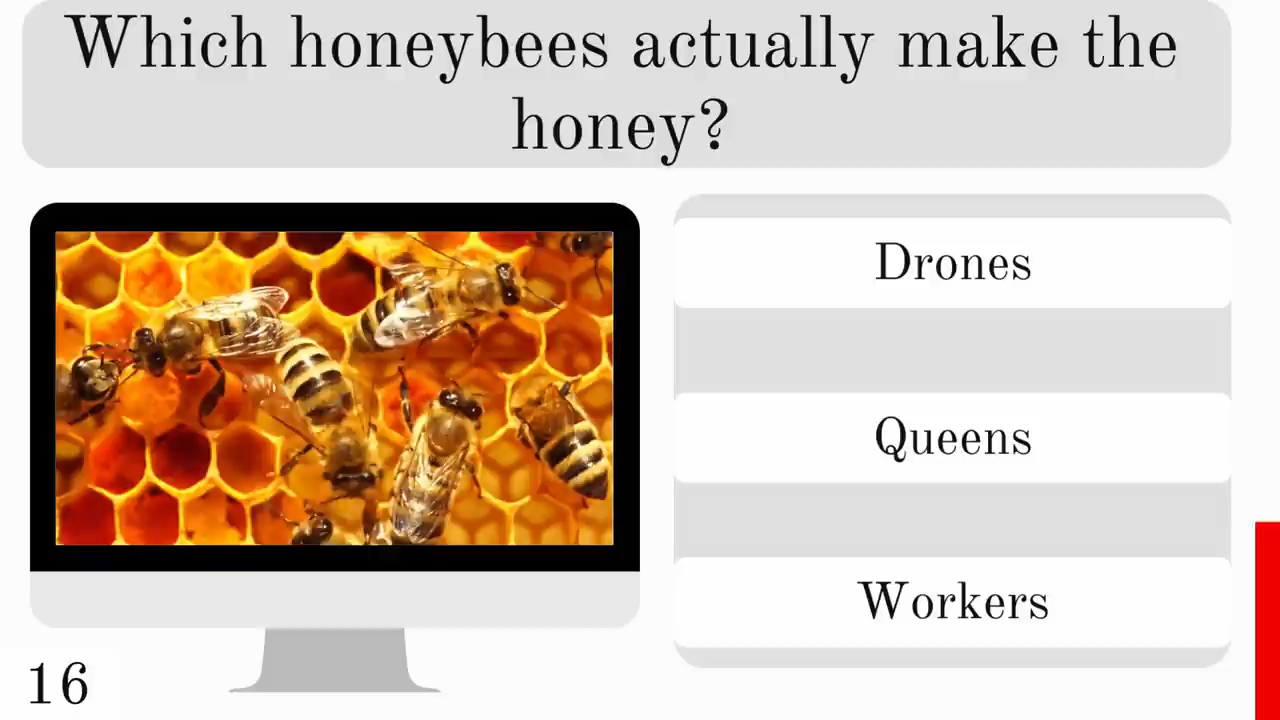 Which honeybees actually make the
honey?
Drones
Queens
Workers
16